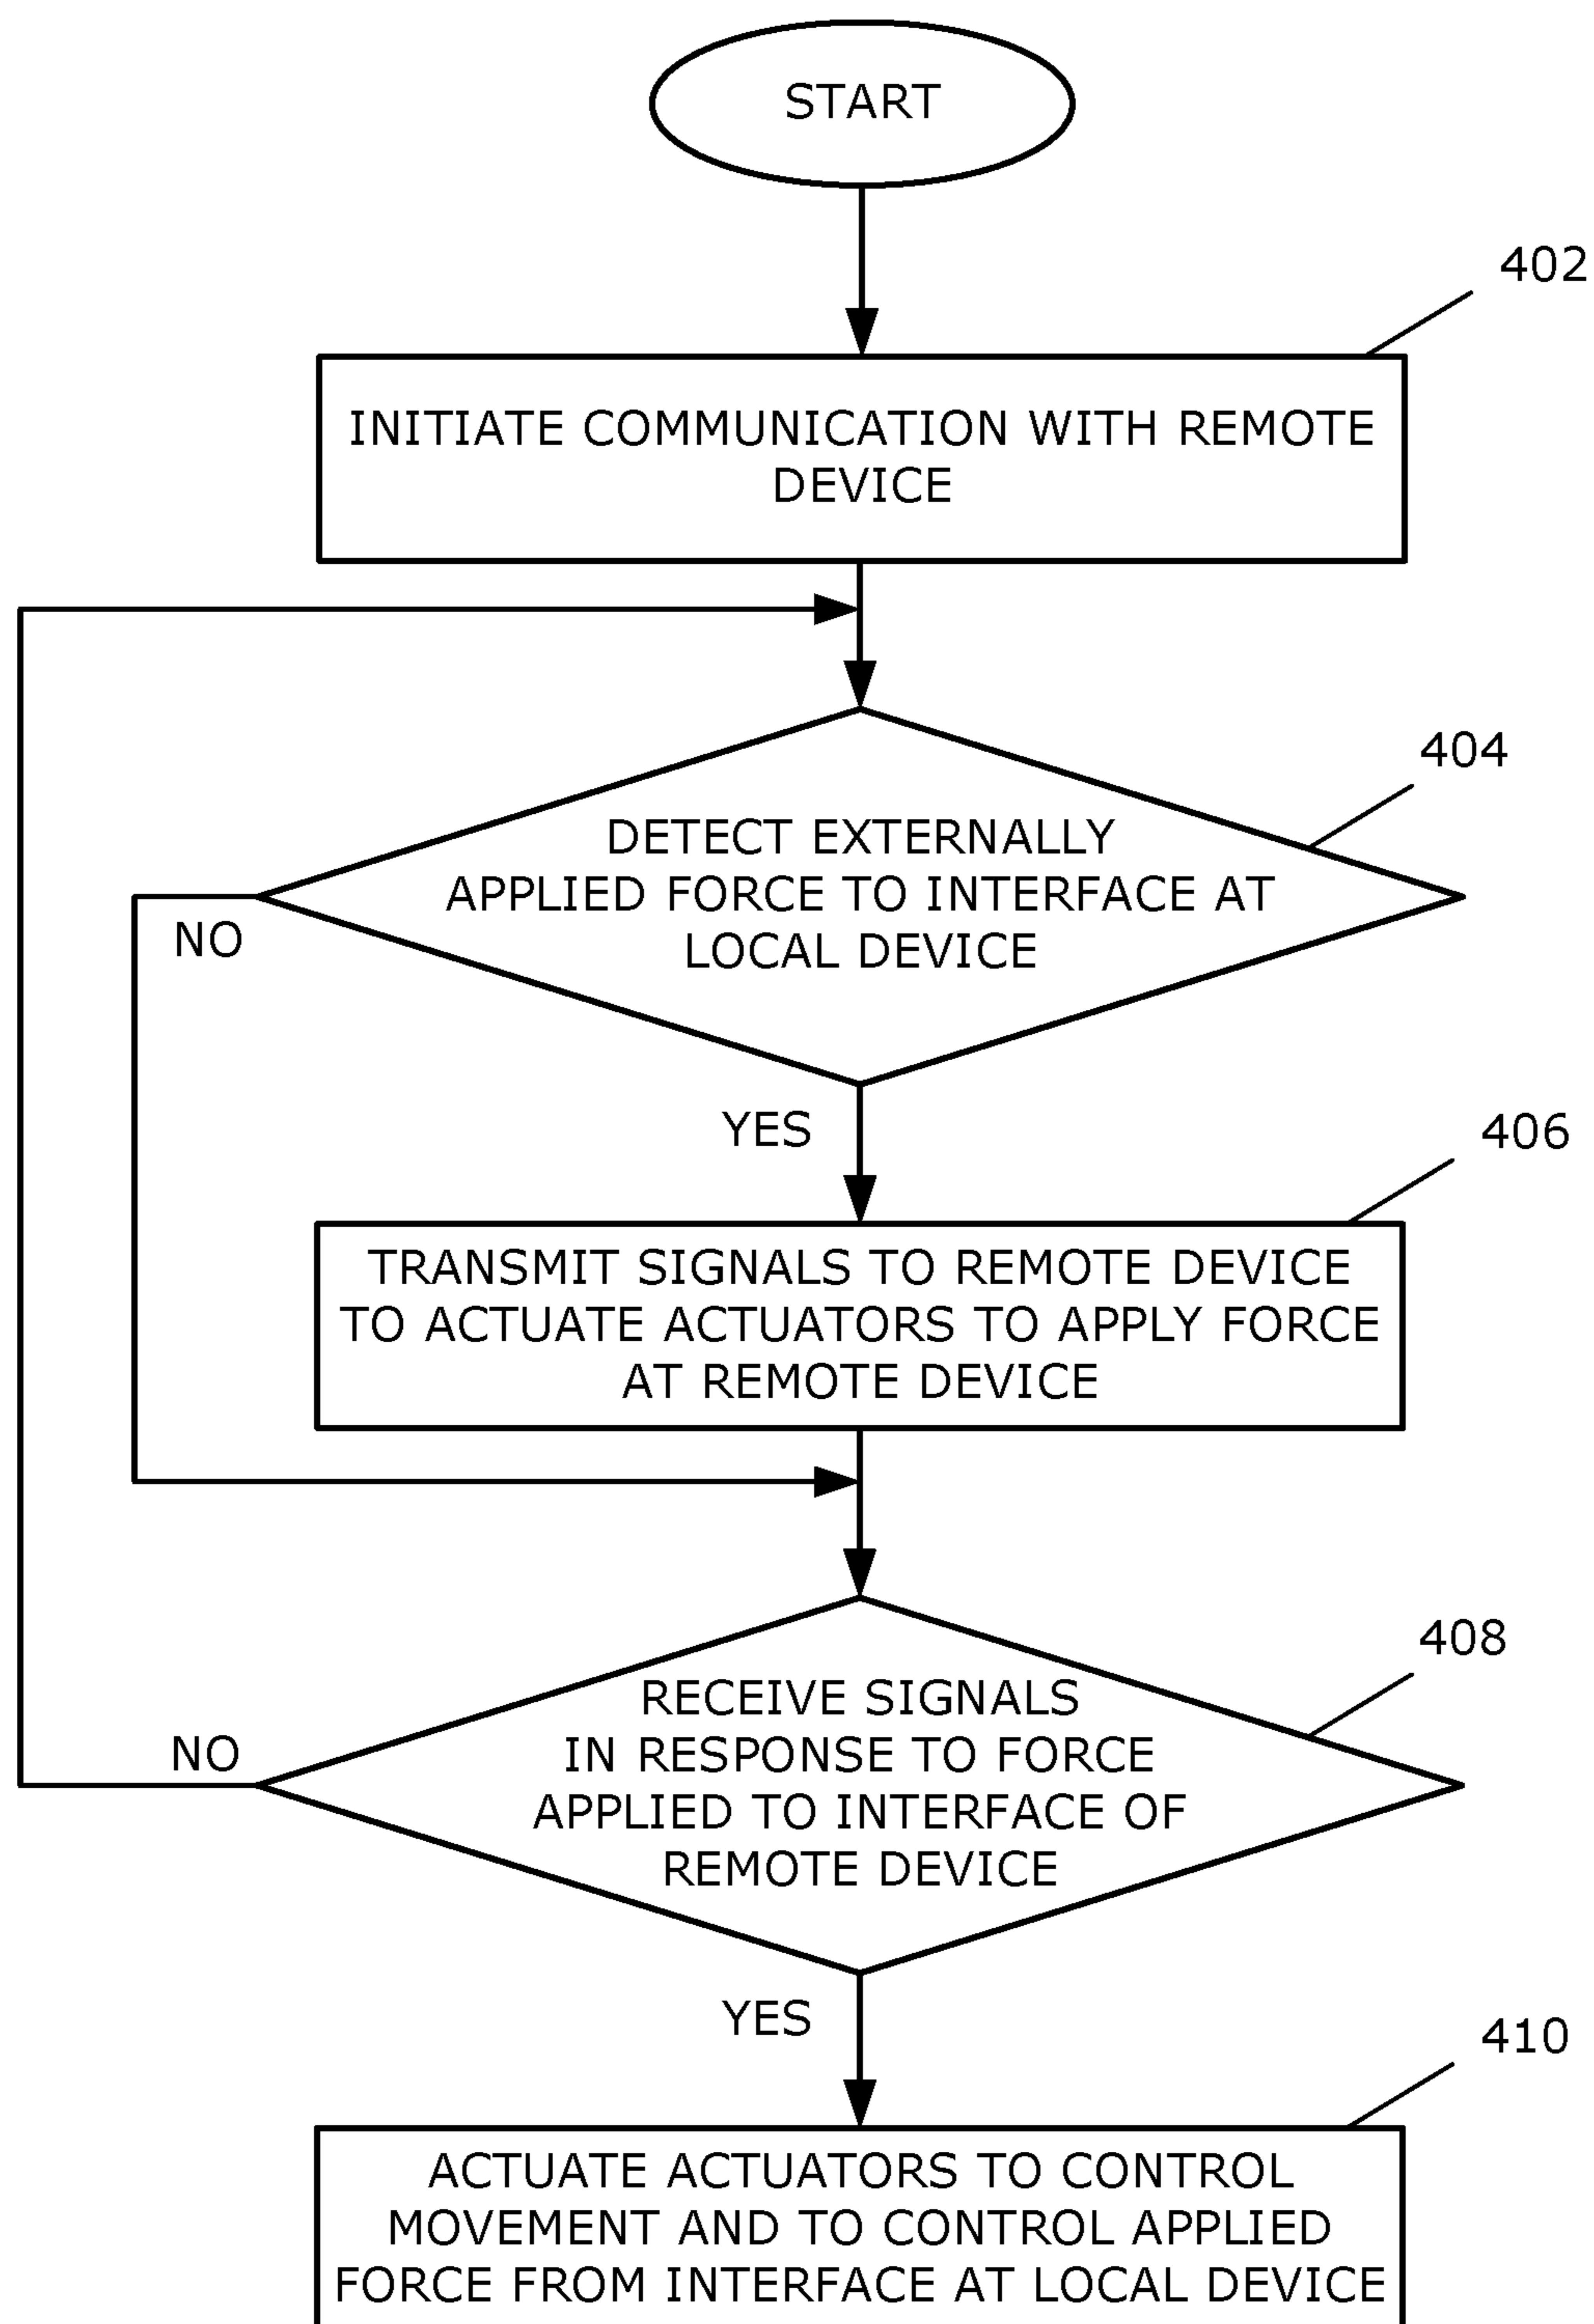 START
402
INITIATE COMMUNICATION WITH REMOTE
DEVICE
404
DETECT EXTERNALLY
APPLIED FORCE TO INTERFACE AT
LOCAL DEVICE
NO
YES
406
TRANSMIT SIGNALS TO REMOTE DEVICE
TO ACTUATE ACTUATORS TO APPLY FORCE
AT REMOTE DEVICE
408
RECEIVE SIGNALS
IN RESPONSE TO FORCE
APPLIED TO INTERFACE OF
REMOTE DEVICE
NO
YES
410
ACTUATE ACTUATORS TO CONTROL
MOVEMENT AND TO CONTROL APPLIED
FORCE FROM INTERFACE AT LOCAL DEVICE